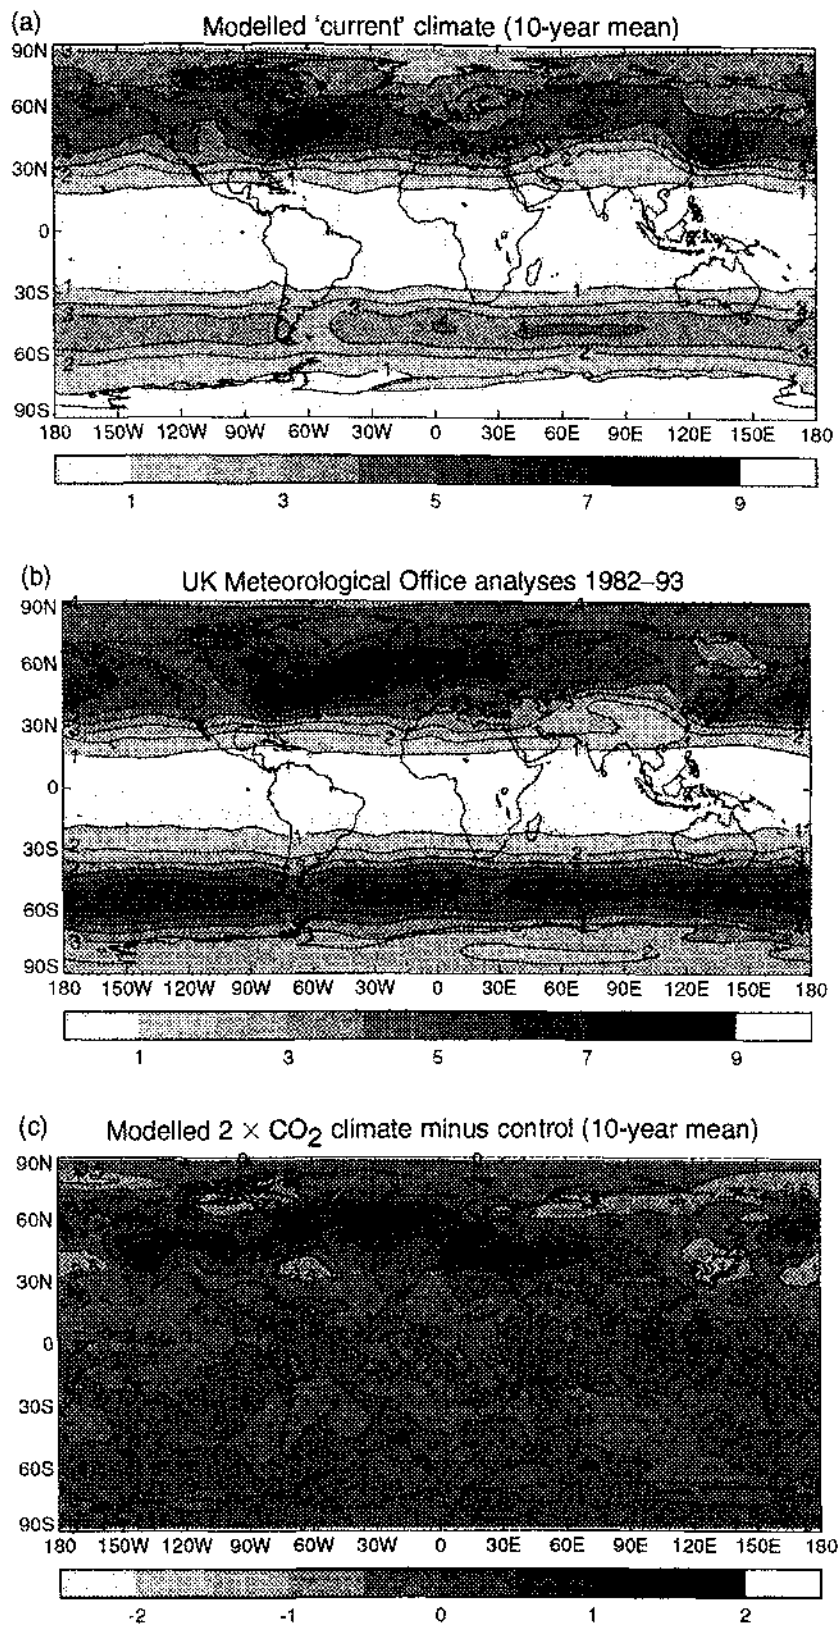 (a)
Modelled 'current' climate (10-year mean)
90N
60N
30N
0
30S
60S
90S
180 150W 120W 90W 60W 30W 0 30E 60E 90E 120E 150E 180
1 3 5 7 9
(b)
UK Meteorological Office analyses 1982–93
90N
60N
30N
0
30S
60S
90S
180 150W 120W 90W 60W 30W 0 30E 60E 90E 120E 150E 180
1 3 5 7 9
(c)
Modelled 2 × CO₂ climate minus control (10-year mean)
90N
60N
30N
0
30S
60S
90S
180 150W 120W 90W 60W 30W 0 30E 60E 90E 120E 150E 180
-2 -1 0 1 2